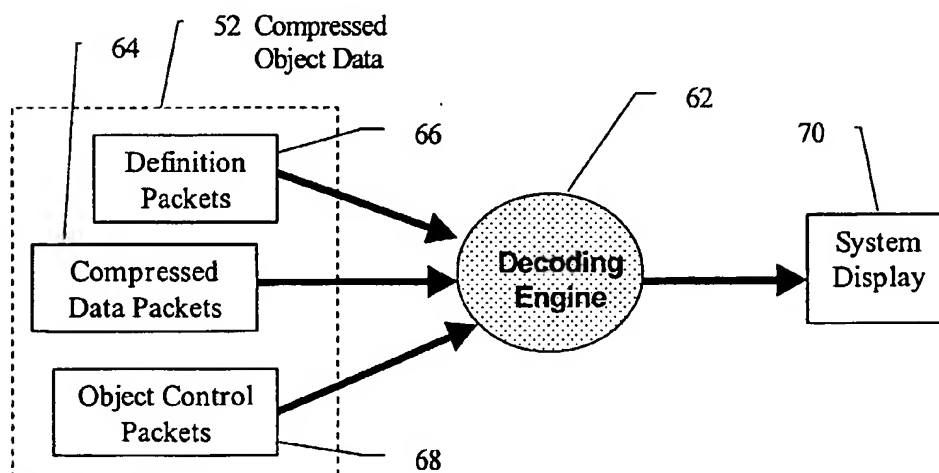 52 Compressed
Object Data
64
62
66
70
Definition
Packets
Compressed
Data Packets
Decoding
Engine
System
Display
Object Control
Packets
68